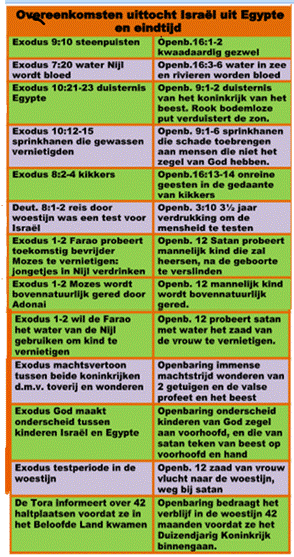 Overeenkomsten uittocht Israël uit Egypte
en eindtijd
Exodus 9:10 steenpuisten
Openb.16:1-2
kwaadaardig gezwel
Exodus 7:20 water Nijl
wordt bloed
Openb.16:3-6 water in zee
en rivieren worden bloed
Exodus 10:21-23 duisternis
Egypte
Openb. 9:1-2 duisternis
van het koninkrijk van het
beest. Rook bodemloze
put verduistert de zon.
Exodus 10:12-15
sprinkhanen die gewassen
vernietigden
Openb. 9:1-6 sprinkhanen
die schade toebrengen
aan mensen die niet het
zegel van God hebben.
Exodus 8:2-4 kikkers
Openb.16:13-14 onreine
geesten in de gedaante
van kikkers
Deut. 8:1-2 reis door
woestijn was een test voor
Israël
Openb. 3:10 3½ jaar
verdrukking om de
mensheid te testen
Exodus 1-2 Farao probeert
toekomstig bevrijder
Mozes te vernietigen:
jongetjes in Nijl verdrinken
Openb. 12 Satan probeert
mannelijk kind die zal
heersen, na de geboorte
te verslinden
Exodus 1-2 Mozes wordt
bovennatuurlijk gered door
Adonai
Openb. 12 mannelijk kind
wordt bovennatuurlijk
gered.
Exodus 1-2 wil de Farao
het water van de Nijl
gebruiken om kind te
vernietigen
Openb. 12 probeert satan
met water het zaad van
de vrouw te vernietigen.
Exodus machtsvertoon
tussen beide koninkrijken
d.m.v. toverij en wonderen
Openbaring immense
machtstrijd wonderen van
2 getuigen en de valse
profeet en het beest
Exodus God maakt
onderscheid tussen
kinderen Israël en Egypte
Openbaring onderscheid
kinderen van God zegel
aan voorhoofd, en die van
satan teken van beest op
voorhoofd en hand
Exodus testperiode in de
woestijn
Openb. 12 zaad van vrouw
vlucht naar de woestijn,
weg bij satan
De Tora informeert over 42
haltplaatsen voordat ze in
het Beloofde Land kwamen
Openbaring bedraagt het
verblijf in de woestijn 42
maanden voordat ze het
Duizendjarig Koninkrijk
binnengaan.